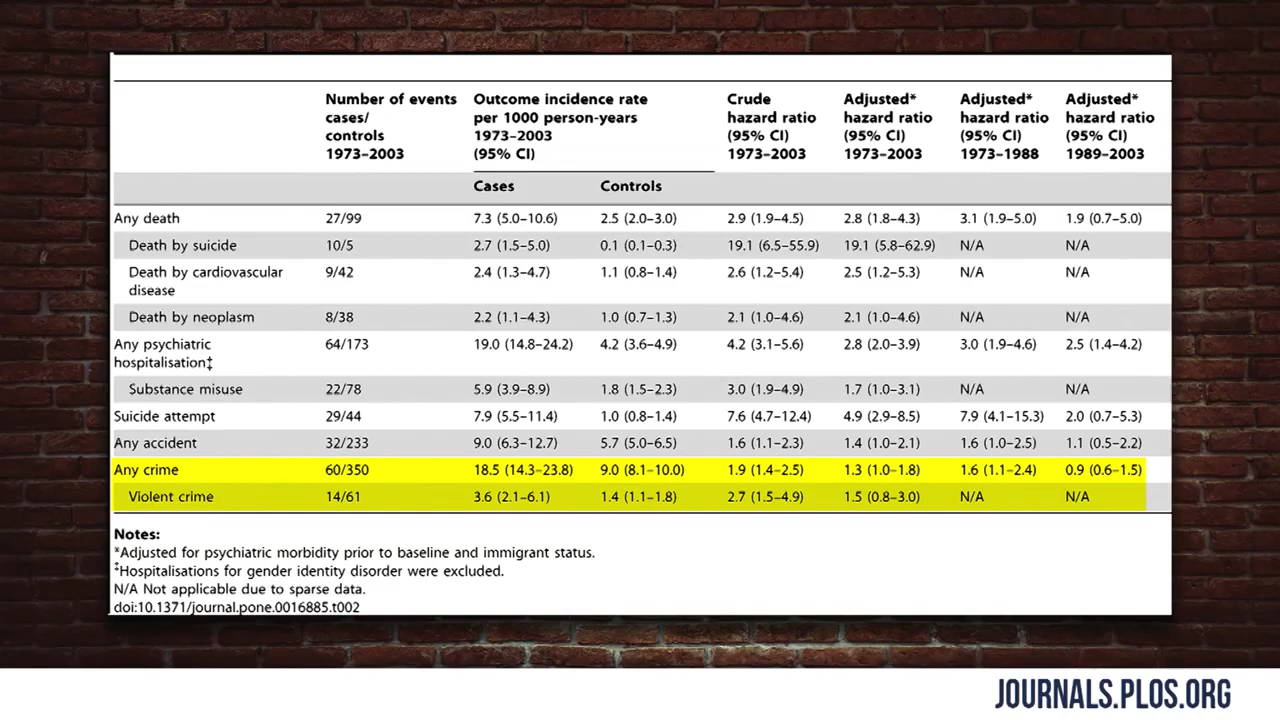 Number of events cases/ controls 1973–2003 Outcome incidence rate per 1000 person-years 1973–2003 (95% CI) Crude hazard ratio (95% CI) 1973–2003 Adjusted* hazard ratio (95% CI) 1973–2003 Adjusted* hazard ratio (95% CI) 1973–1988 Adjusted* hazard ratio (95% CI) 1989–2003
Cases Controls
Any death 27/99 7.3 (5.0–10.6) 2.5 (2.0–3.0) 2.9 (1.9–4.5) 2.8 (1.8–4.3) 3.1 (1.9–5.0) 1.9 (0.7–5.0)
Death by suicide 10/5 2.7 (1.5–5.0) 0.1 (0.1–0.3) 19.1 (6.5–55.9) 19.1 (5.8–62.9) N/A N/A
Death by cardiovascular disease 9/42 2.4 (1.3–4.7) 1.1 (0.8–1.4) 2.6 (1.2–5.4) 2.5 (1.2–5.3) N/A N/A
Death by neoplasm 8/38 2.2 (1.1–4.3) 1.0 (0.7–1.3) 2.1 (1.0–4.6) 2.1 (1.0–4.6) N/A N/A
Any psychiatric hospitalisation‡ 64/173 19.0 (14.8–24.2) 4.2 (3.6–4.9) 4.2 (3.1–5.6) 2.8 (2.0–3.9) 3.0 (1.9–4.6) 2.5 (1.4–4.2)
Substance misuse 22/78 5.9 (3.9–8.9) 1.8 (1.5–2.3) 3.0 (1.9–4.9) 1.7 (1.0–3.1) N/A N/A
Suicide attempt 29/44 7.9 (5.5–11.4) 1.0 (0.8–1.4) 7.6 (4.7–12.4) 4.9 (2.9–8.5) 7.9 (4.1–15.3) 2.0 (0.7–5.3)
Any accident 32/233 9.0 (6.3–12.7) 5.7 (5.0–6.5) 1.6 (1.1–2.3) 1.4 (1.0–2.1) 1.6 (1.0–2.5) 1.1 (0.5–2.2)
Any crime 60/350 18.5 (14.3–23.8) 9.0 (8.1–10.0) 1.9 (1.4–2.5) 1.3 (1.0–1.8) 1.6 (1.1–2.4) 0.9 (0.6–1.5)
Violent crime 14/61 3.6 (2.1–6.1) 1.4 (1.1–1.8) 2.7 (1.5–4.9) 1.5 (0.8–3.0) N/A N/A
Notes:
*Adjusted for psychiatric morbidity prior to baseline and immigrant status.
‡Hospitalisations for gender identity disorder were excluded.
N/A Not applicable due to sparse data.
doi:10.1371/journal.pone.0016885.t002
JOURNALS.PLOS.ORG